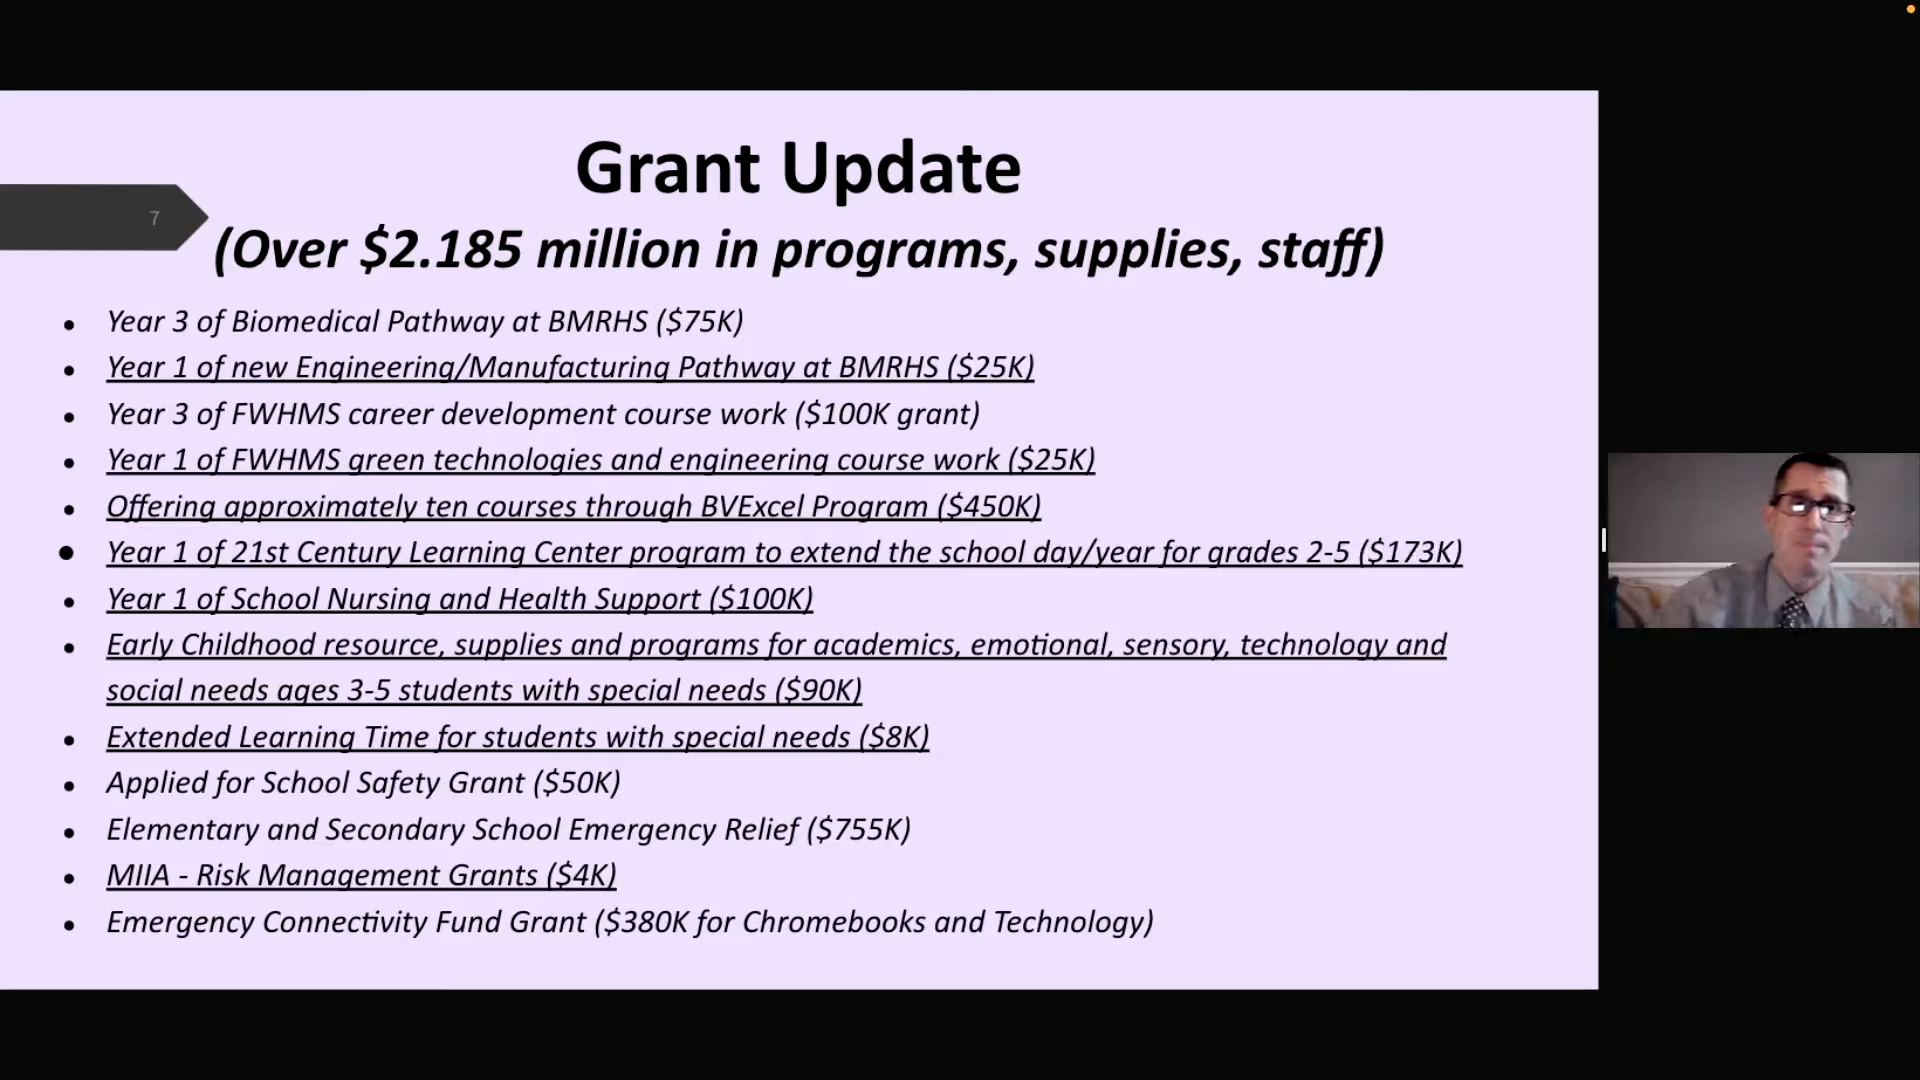 Grant Update
7
(Over $2.185 million in programs, supplies, staff)
● Year 3 of Biomedical Pathway at BMRHS ($75K)
● Year 1 of new Engineering/Manufacturing Pathway at BMRHS ($25K)
● Year 3 of FWHMS career development course work ($100K grant)
● Year 1 of FWHMS green technologies and engineering course work ($25K)
● Offering approximately ten courses through BVExcel Program ($450K)
● Year 1 of 21st Century Learning Center program to extend the school day/year for grades 2-5 ($173K)
● Year 1 of School Nursing and Health Support ($100K)
● Early Childhood resource, supplies and programs for academics, emotional, sensory, technology and
social needs ages 3-5 students with special needs ($90K)
● Extended Learning Time for students with special needs ($8K)
● Applied for School Safety Grant ($50K)
● Elementary and Secondary School Emergency Relief ($755K)
● MIIA - Risk Management Grants ($4K)
● Emergency Connectivity Fund Grant ($380K for Chromebooks and Technology)